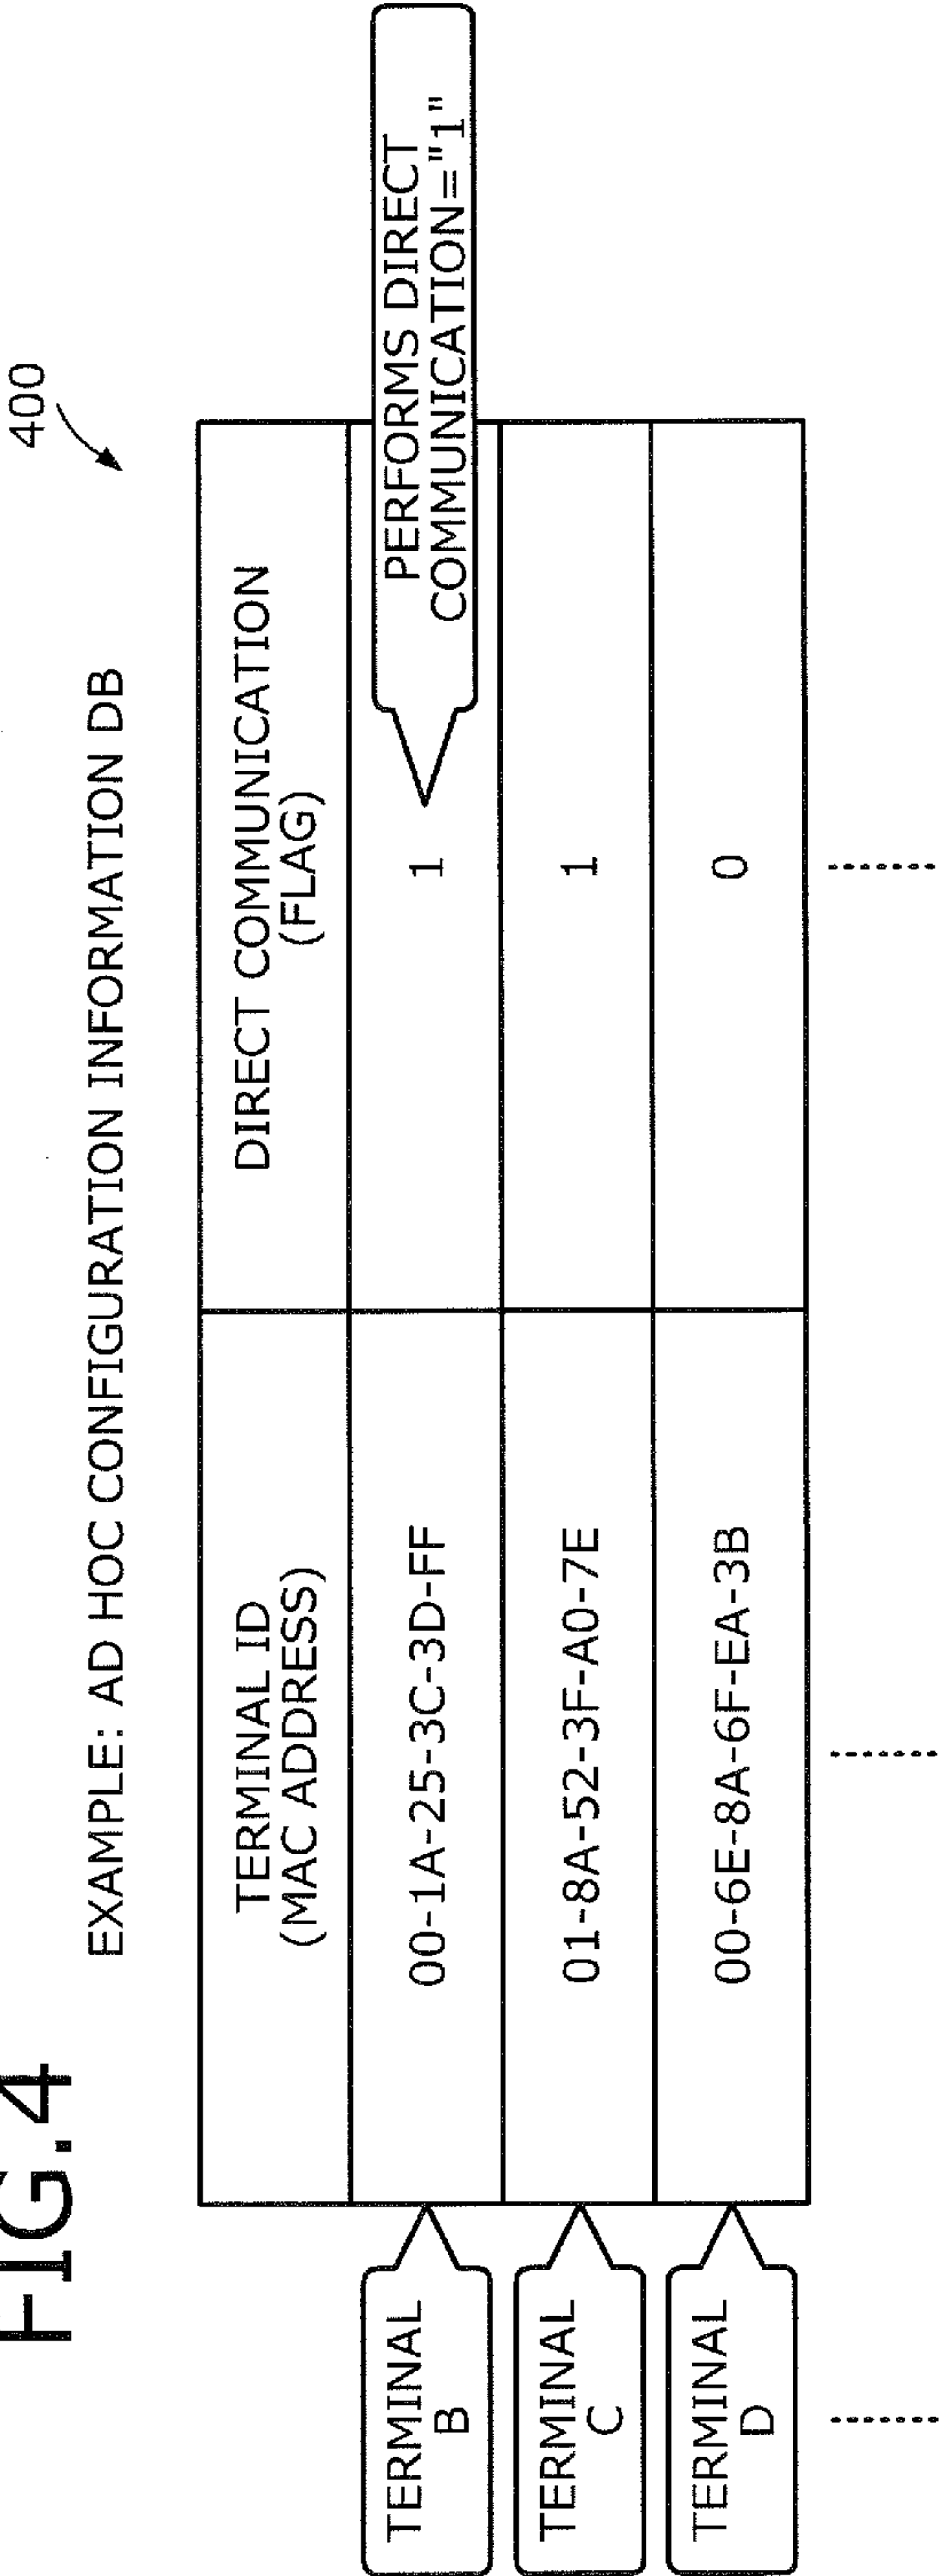 FIG.4
EXAMPLE: AD HOC CONFIGURATION INFORMATION DB
400
TERMINAL ID
(MAC ADDRESS)
DIRECT COMMUNICATION
(FLAG)
TERMINAL
B
00-1A-25-3C-3D-FF
1
PERFORMS DIRECT
COMMUNICATION="1"
TERMINAL
C
01-8A-52-3F-A0-7E
1
TERMINAL
D
00-6E-8A-6F-EA-3B
0